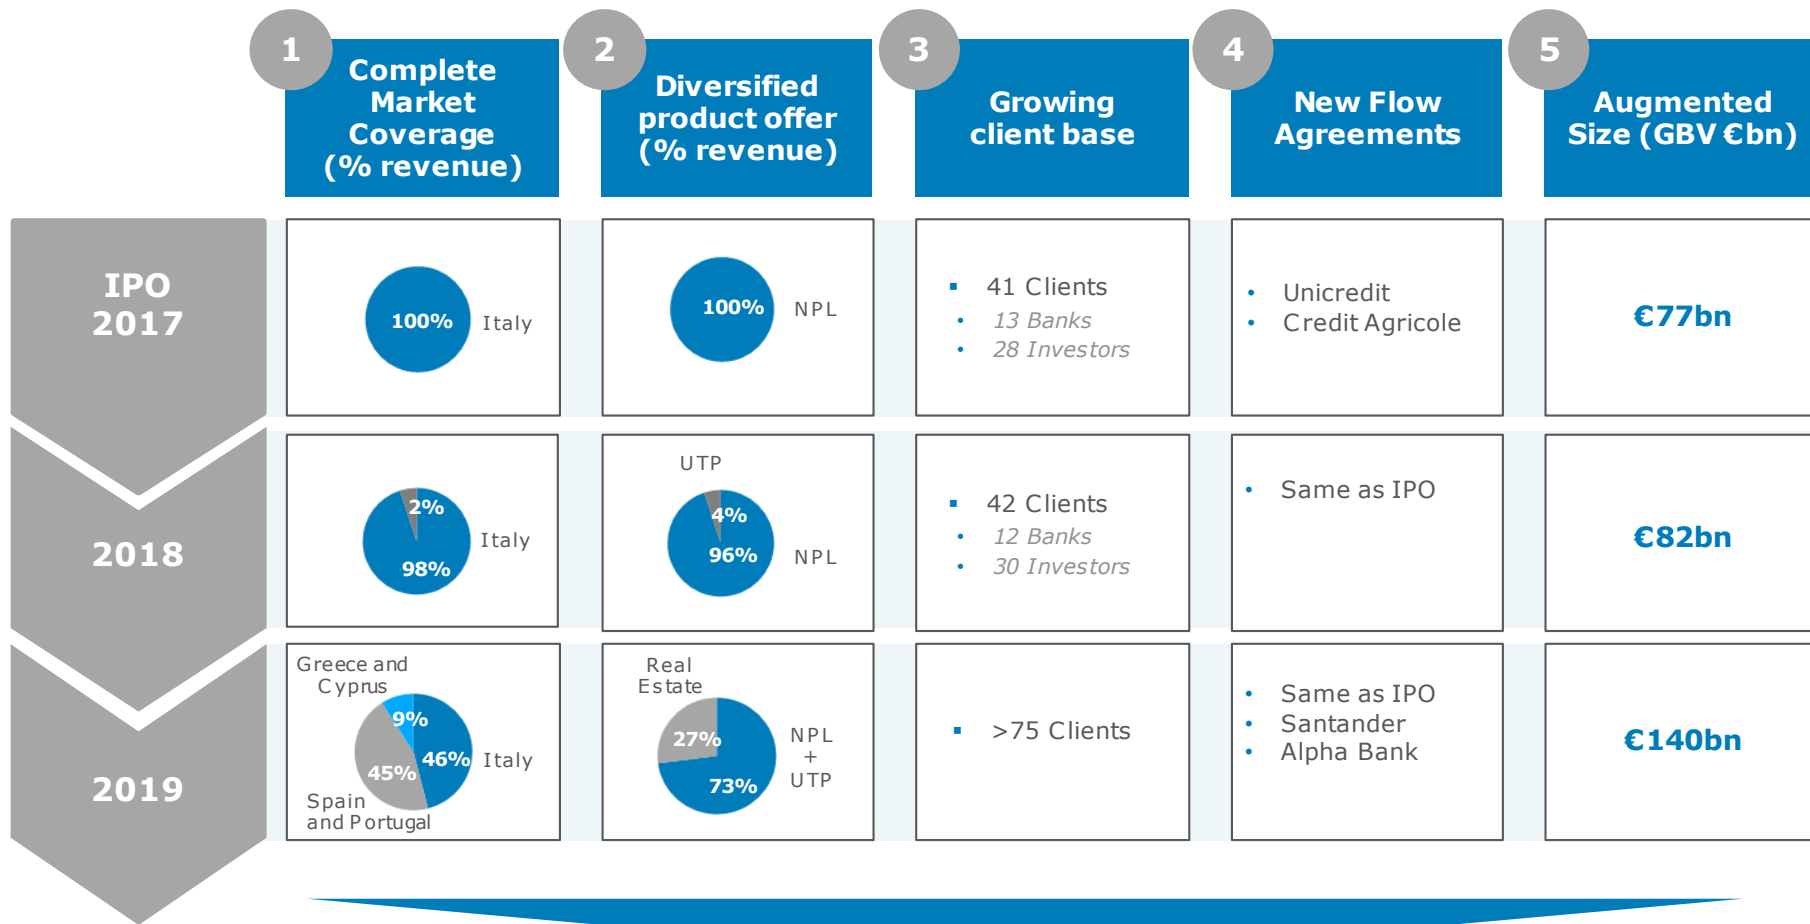 1
Complete
Market
Coverage
(% revenue)
2
Diversified
product offer
(% revenue)
3
Growing
client base
4
New Flow
Agreements
5
Augmented
Size (GBV €bn)
IPO
2017
100%
Italy
100%
NPL
▪ 41 Clients
• 13 Banks
• 28 Investors
• Unicredit
• Credit Agricole
€77bn
2018
2%
98%
Italy
UTP
4%
96%
NPL
▪ 42 Clients
• 12 Banks
• 30 Investors
• Same as IPO
€82bn
2019
Greece and
Cyprus
9%
46%
45%
Italy
Spain
and Portugal
Real
Estate
27%
73%
NPL
+
UTP
▪ >75 Clients
• Same as IPO
• Santander
• Alpha Bank
€140bn